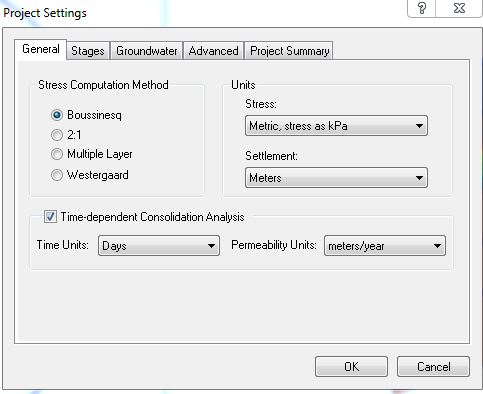 Project Settings
General Stages Groundwater Advanced Project Summary
Stress Computation Method
Boussinesq
2:1
Multiple Layer
Westergaard
Units
Stress:
Metric, stress as kPa
Settlement:
Meters
Time-dependent Consolidation Analysis
Time Units: Days Permeability Units: meters/year
OK Cancel